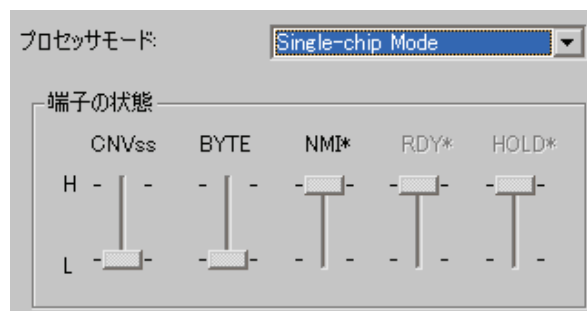 プロセッサモード: Single-chip Mode
端子の状態
CNVss BYTE NMI* RDY* HOLD*
H
L